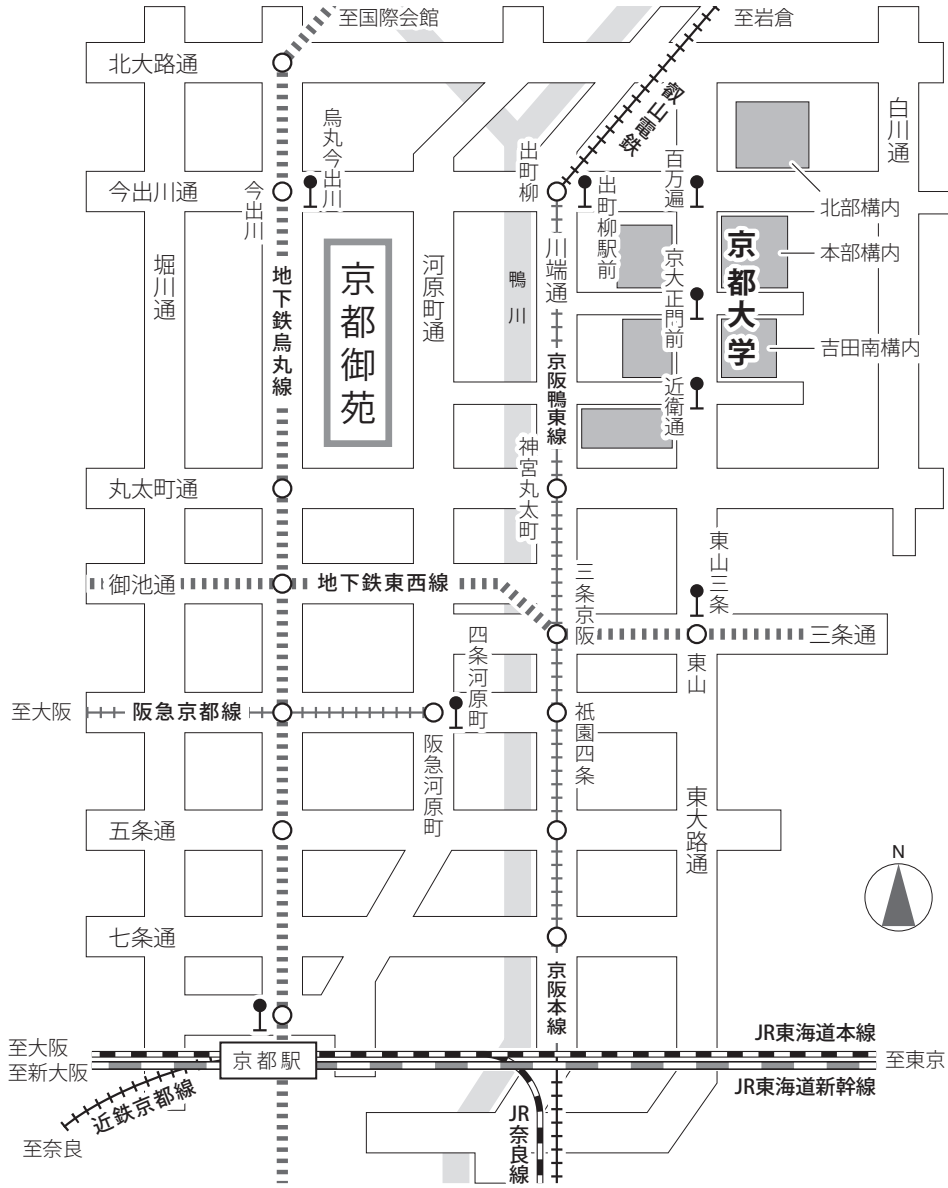 至国際会館
至岩倉
北大路通
叡山電鉄
白川通
烏丸今出川
出町柳
百万遍
今出川通
今出川
出町柳駅前
北部構内
堀川通
地下鉄烏丸線
京都御苑
河原町通
鴨川
川端通
京大正門前
京都大学
本部構内
吉田南構内
京阪鴨東線
近衛通
神宮丸太町
丸太町通
御池通
地下鉄東西線
三条京阪
東山三条
三条通
東山
四条河原町
至大阪
阪急京都線
阪急河原町
祇園四条
東大路通
五条通
N
七条通
京阪本線
JR東海道本線
至大阪
至新大阪
京都駅
至東京
JR東海道新幹線
近鉄京都線
至奈良
JR奈良線